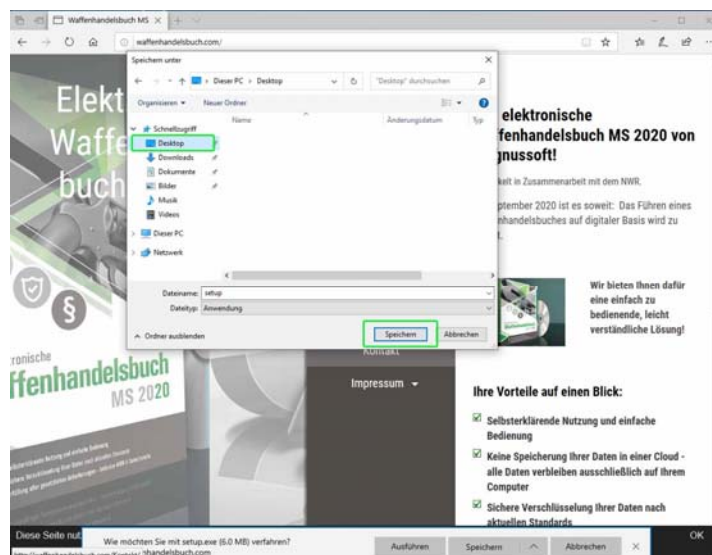 Waffenhandelsbuch MS
waffenhandelsbuch.com/
Speichern unter
Dieser PC > Desktop
"Desktop" durchsuchen
Organisieren
Neuer Ordner
Name
Änderungsdatum
Typ
Schnellzugriff
Desktop
Downloads
Dokumente
Bilder
Musik
Videos
Dieser PC
Netzwerk
Dateiname: setup
Dateityp: Anwendung
Ordner ausblenden
Speichern
Abbrechen
Elekt
Waffe
buch
elektronische
fenhandelsbuch MS 2020 von
gnussoft!
keit in Zusammenarbeit mit dem NWR.
ptember 2020 ist es soweit: Das Führen eines
nhandelsbuches auf digitaler Basis wird zu
t.
Wir bieten Ihnen dafür
eine einfach zu
bedienende, leicht
verständliche Lösung!
§
ronische
ffenhandelsbuch
MS 2020
Kontakt
Impressum
Ihre Vorteile auf einen Blick:
Selbsterklärende Nutzung und einfache
Bedienung
Keine Speicherung Ihrer Daten in einer Cloud -
alle Daten verbleiben ausschließlich auf Ihrem
Computer
Sichere Verschlüsselung Ihrer Daten nach
aktuellen Standards
Diese Seite nut
OK
Wie möchten Sie mit setup.exe (6.0 MB) verfahren?
handelsbuch.com
Ausführen
Speichern
Abbrechen